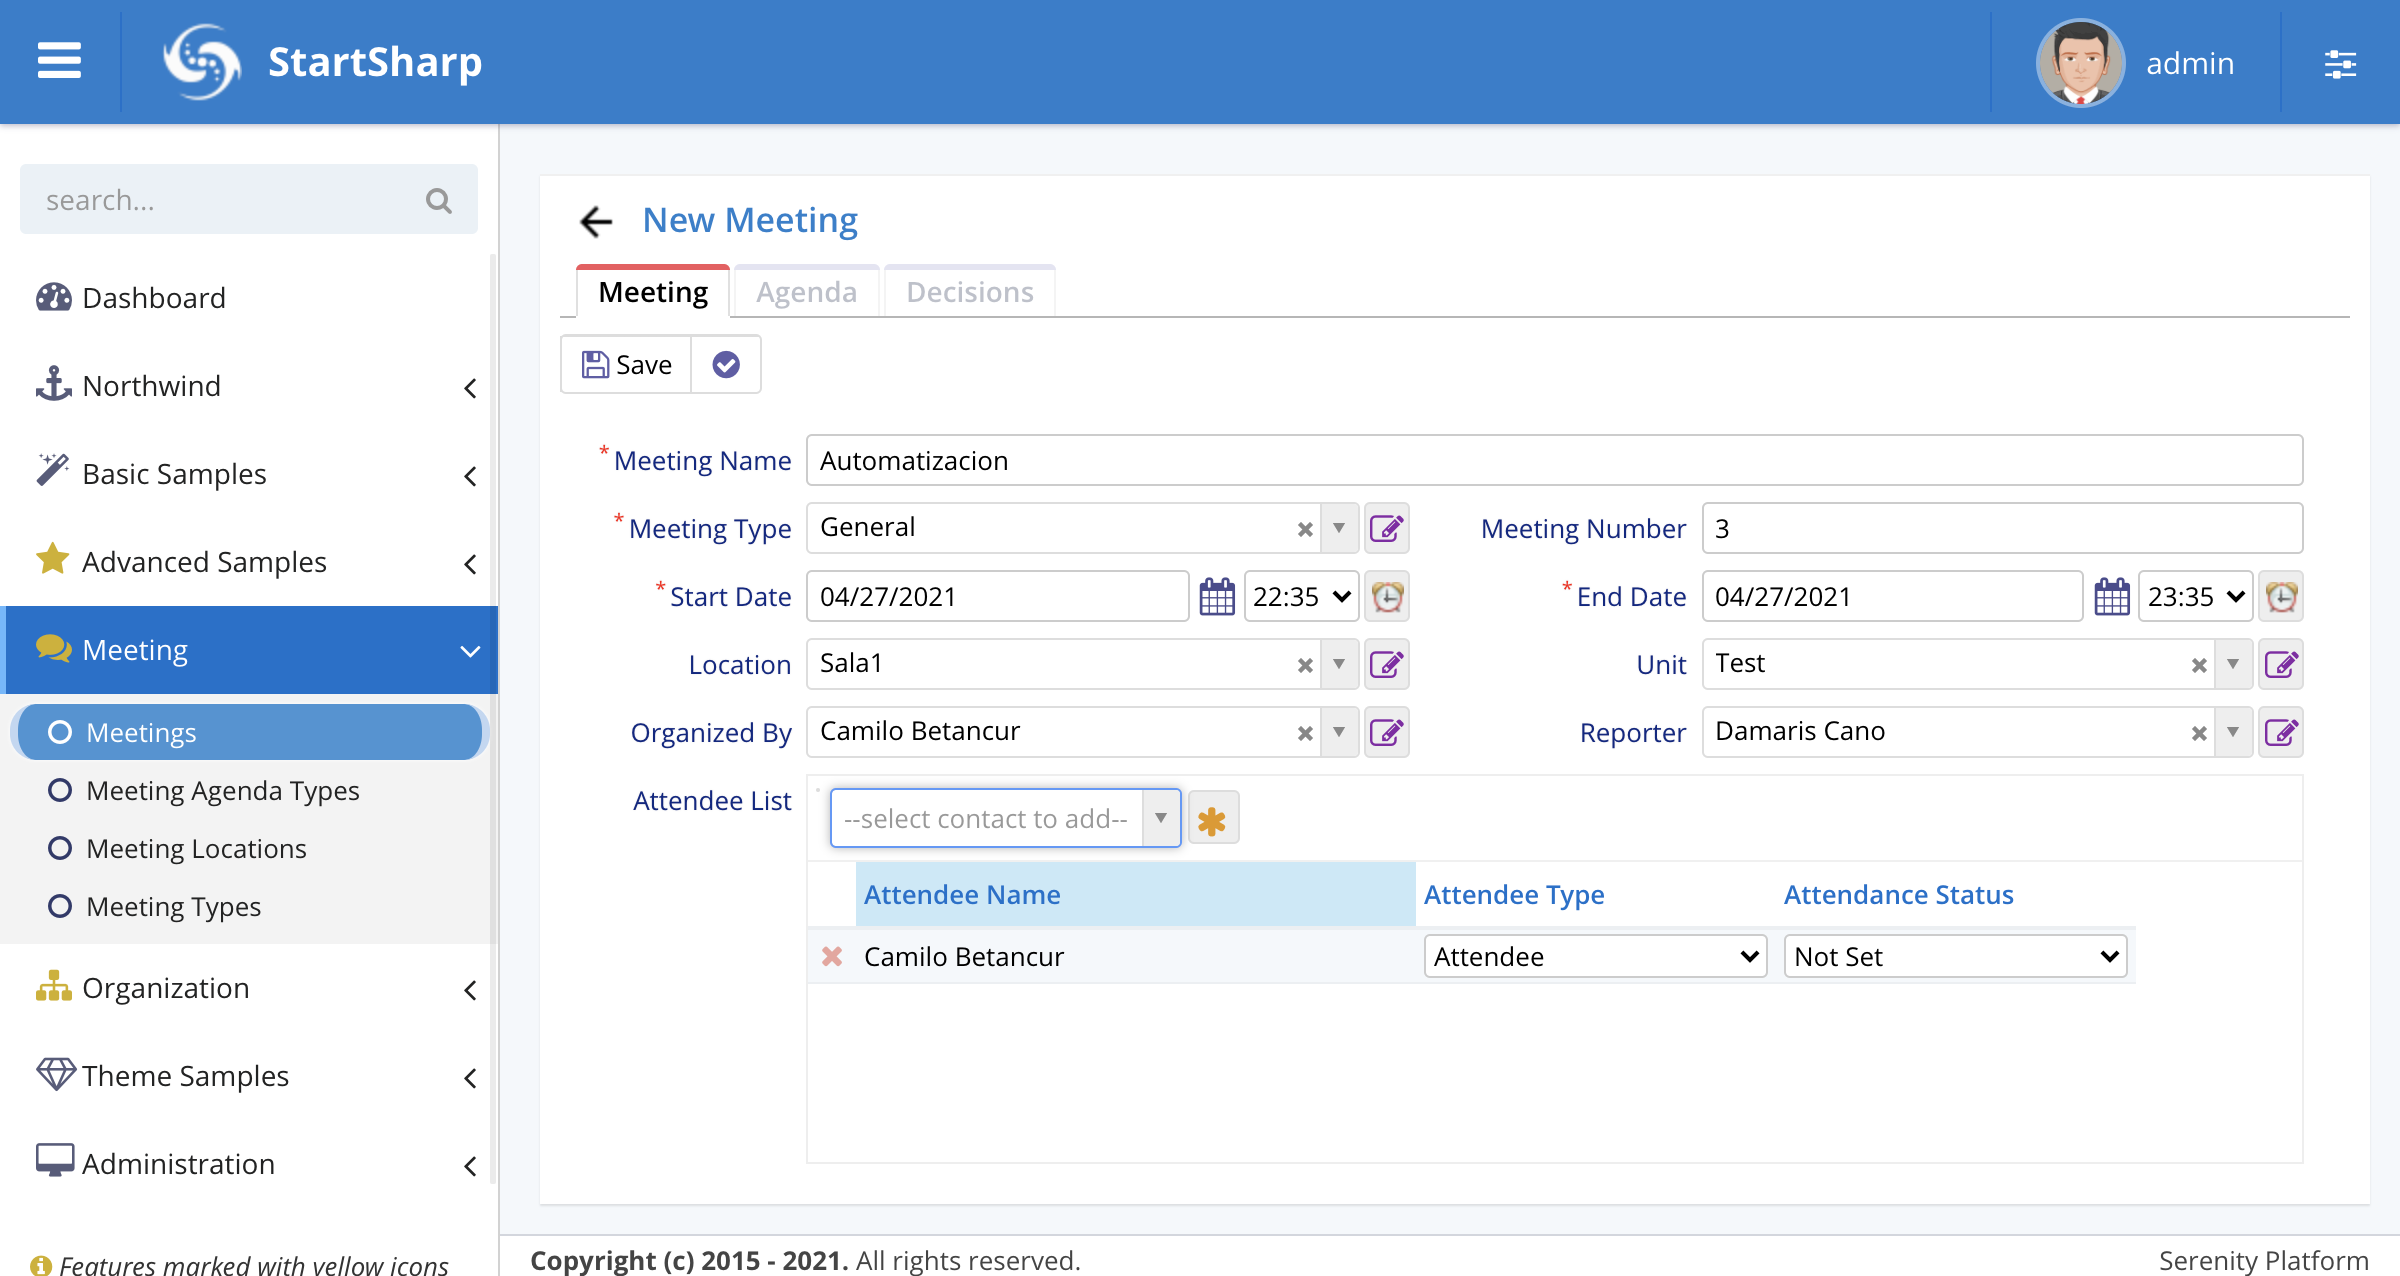 StartSharp
admin
search...
Dashboard
Northwind
Basic Samples
Advanced Samples
Meeting
Meetings
Meeting Agenda Types
Meeting Locations
Meeting Types
Organization
Theme Samples
Administration
Features marked with yellow icons
New Meeting
Meeting Agenda Decisions
Save
* Meeting Name Automatizacion
* Meeting Type General Meeting Number 3
* Start Date 04/27/2021 22:35 * End Date 04/27/2021 23:35
Location Sala1 Unit Test
Organized By Camilo Betancur Reporter Damaris Cano
Attendee List --select contact to add--
Attendee Name Attendee Type Attendance Status
Camilo Betancur Attendee Not Set
Copyright (c) 2015 - 2021. All rights reserved. Serenity Platform